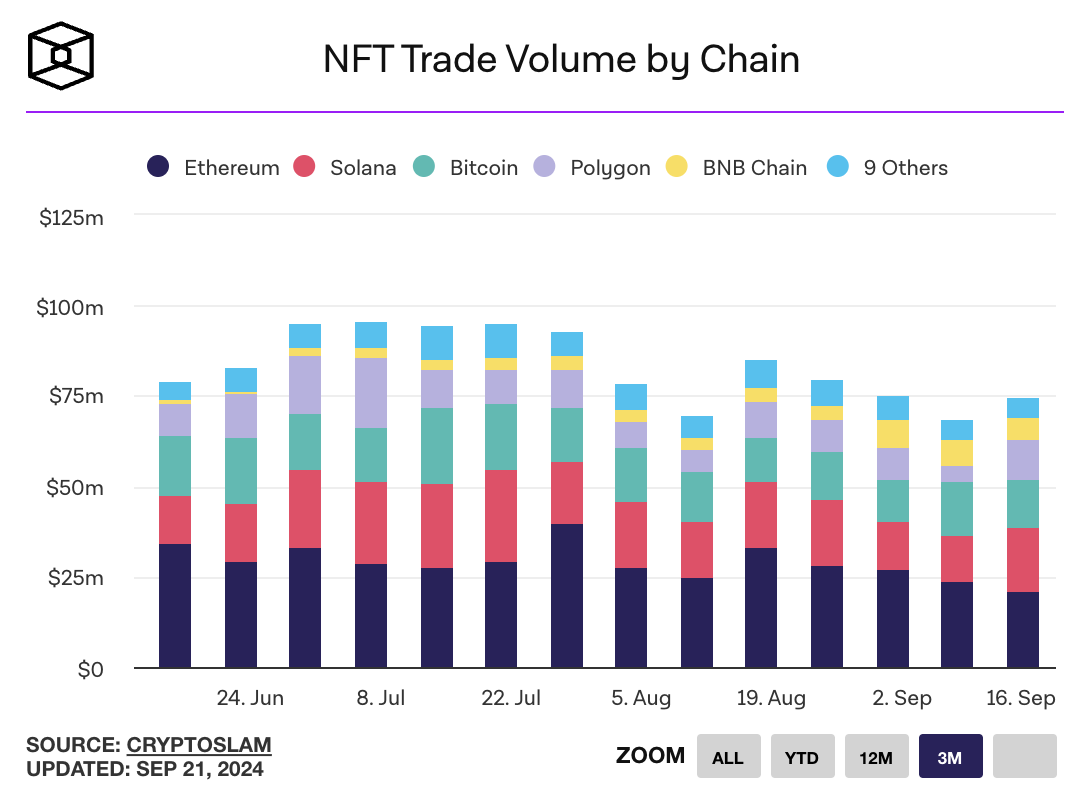 NFT Trade Volume by Chain
Ethereum Solana Bitcoin Polygon BNB Chain 9 Others
$125m
$100m
$75m
$50m
$25m
$0
24. Jun 8. Jul 22. Jul 5. Aug 19. Aug 2. Sep 16. Sep
SOURCE: CRYPTOSLAM
UPDATED: SEP 21, 2024
ZOOM ALL YTD 12M 3M